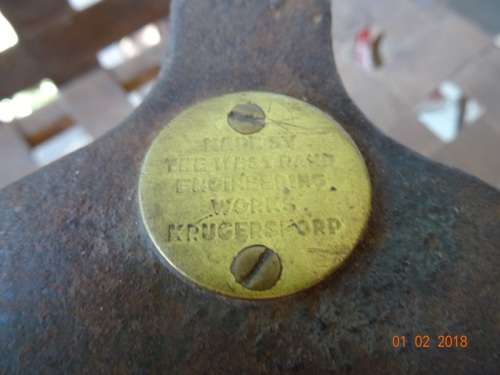 MADE BY
THE WEST RAND
ENGINEERING
WORKS
KRUGERSDORP
01 02 2018